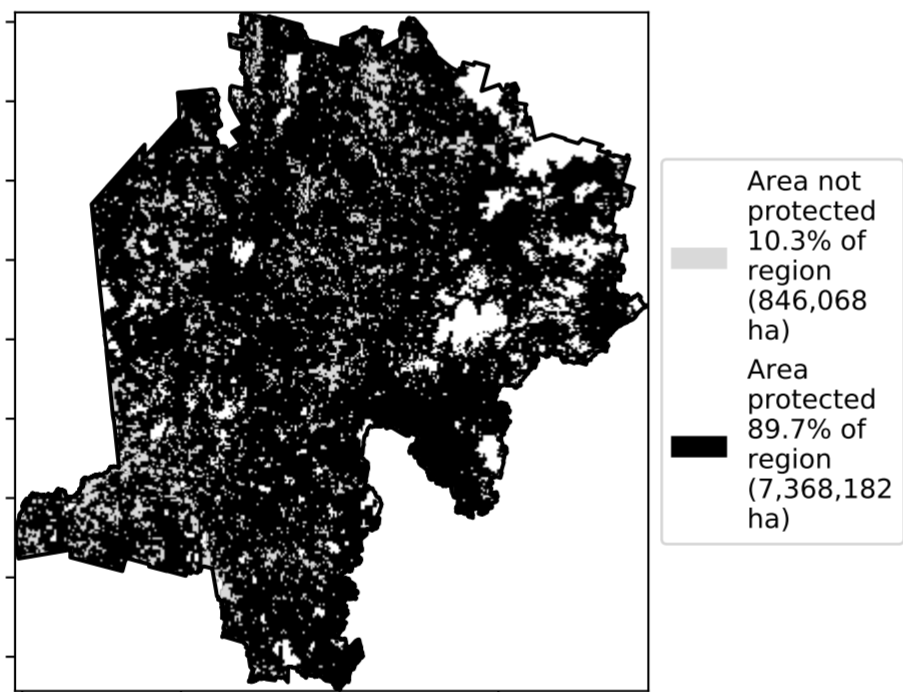 Area not
protected
10.3% of
region
(846,068
ha)
Area
protected
89.7% of
region
(7,368,182
ha)